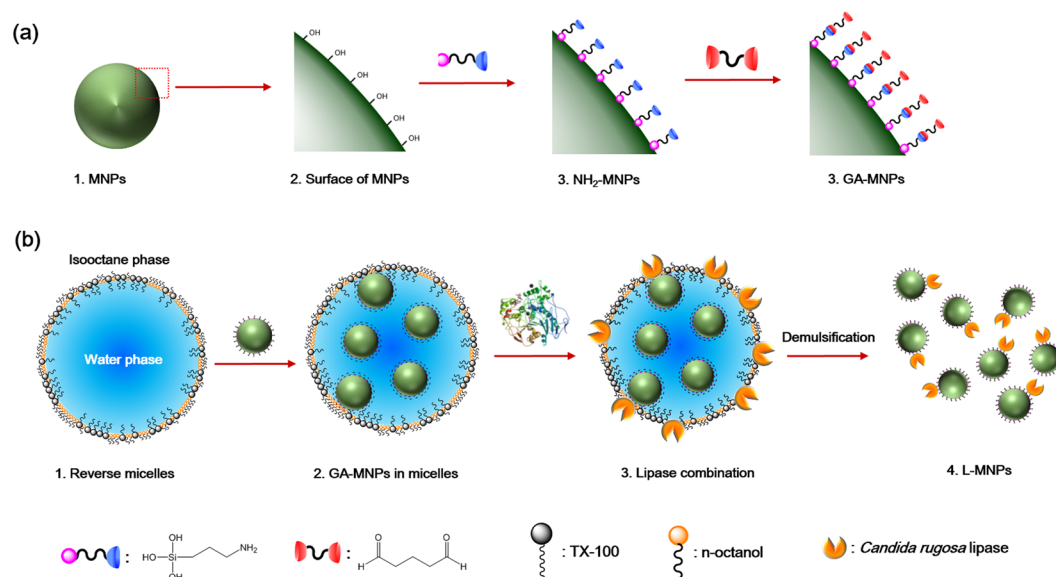 (a)
OH
OH
OH
OH
OH
OH
1. MNPs
2. Surface of MNPs
3. NH₂-MNPs
3. GA-MNPs
(b)
Isooctane phase
Water phase
Demulsification
1. Reverse micelles
2. GA-MNPs in micelles
3. Lipase combination
4. L-MNPs
: OH
HO Si NH₂
OH
: O O
H H
: TX-100
: n-octanol
: Candida rugosa lipase